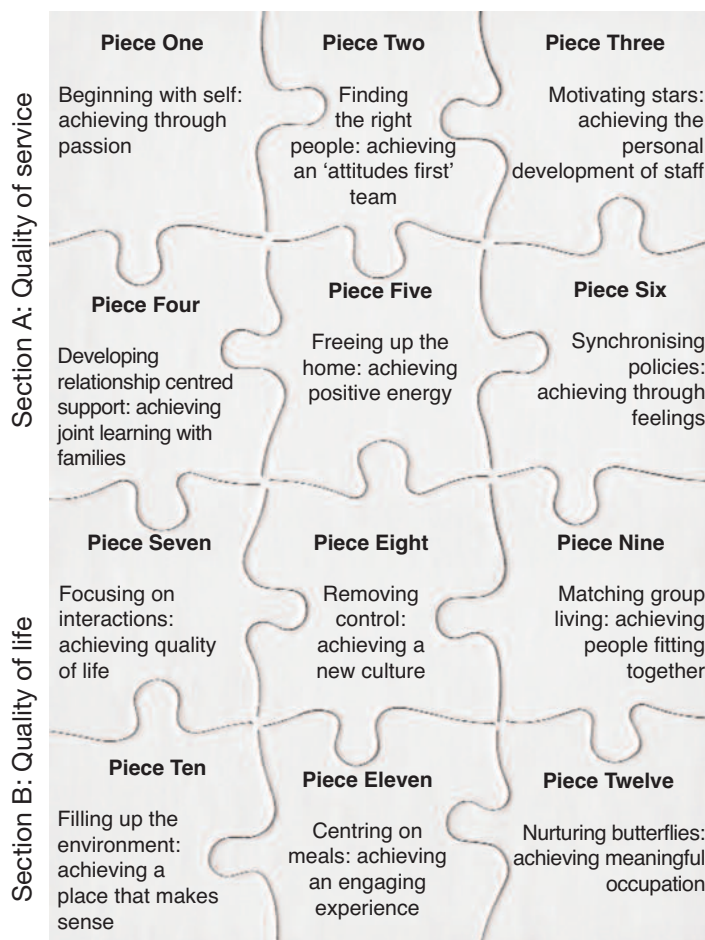 Section A: Quality of service
Piece One
Beginning with self:
achieving through
passion
Piece Two
Finding
the right
people: achieving
an ‘attitudes first’
team
Piece Three
Motivating stars:
achieving the
personal
development of staff
Piece Four
Developing
relationship centred
support: achieving
joint learning with
families
Piece Five
Freeing up the
home: achieving
positive energy
Piece Six
Synchronising
policies:
achieving through
feelings
Section B: Quality of life
Piece Seven
Focusing on
interactions:
achieving quality
of life
Piece Eight
Removing
control:
achieving a
new culture
Piece Nine
Matching group
living: achieving
people fitting
together
Piece Ten
Filling up the
environment:
achieving a
place that makes
sense
Piece Eleven
Centring on
meals: achieving
an engaging
experience
Piece Twelve
Nurturing butterflies:
achieving meaningful
occupation